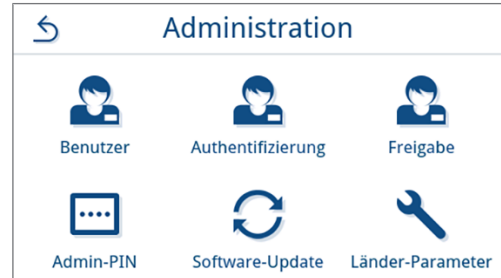 Administration
Benutzer
Authentifizierung
Freigabe
Admin-PIN
Software-Update
Länder-Parameter